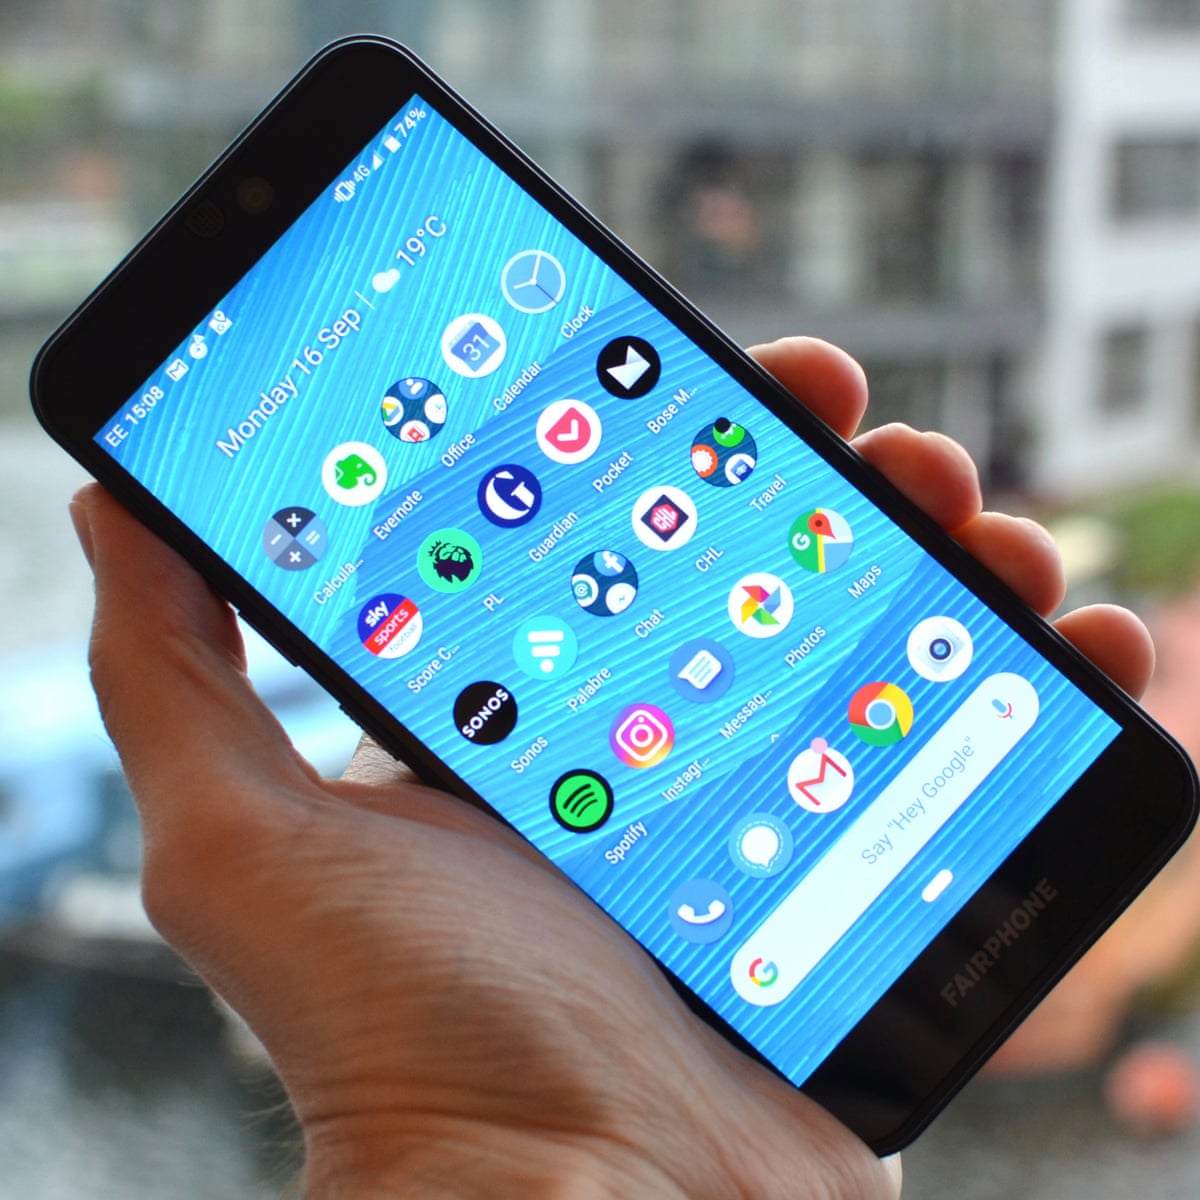 EE 15:08
4G 74%
Monday 16 Sep | 19°C
31
Calcula...
Evernote
Office
Calendar
Clock
sky
sports
football
Score C...
PL
Guardian
Pocket
Bose M...
SONOS
Sonos
Palabre
Chat
CHL
CHL
Travel
Spotify
Instagr...
Messag...
Photos
Maps
G Say "Hey Google"
FAIRPHONE